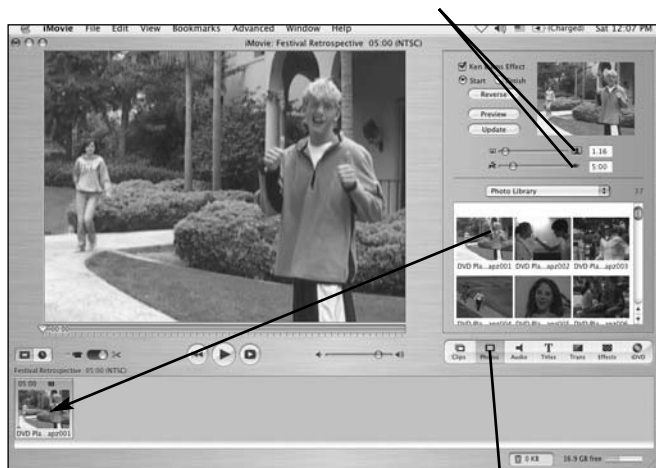 iMovie File Edit View Bookmarks Advanced Window Help (Charged) Sat 12:07 PM
iMovie: Festival Retrospective 05:00 (NTSC)
Ken Effect
Start
Reverse
Preview
Update
1.16
5:00
Photo Library 37
DVD Pla...apz001 DVD Pla...apz002 DVD Pla...apz003
Clips Photos Audio Titles Trans Effects iDVD
Festival Retrospective 05:00 (NTSC)
05:00
DVD Pla...apz001
0 KB 16.9 GB free